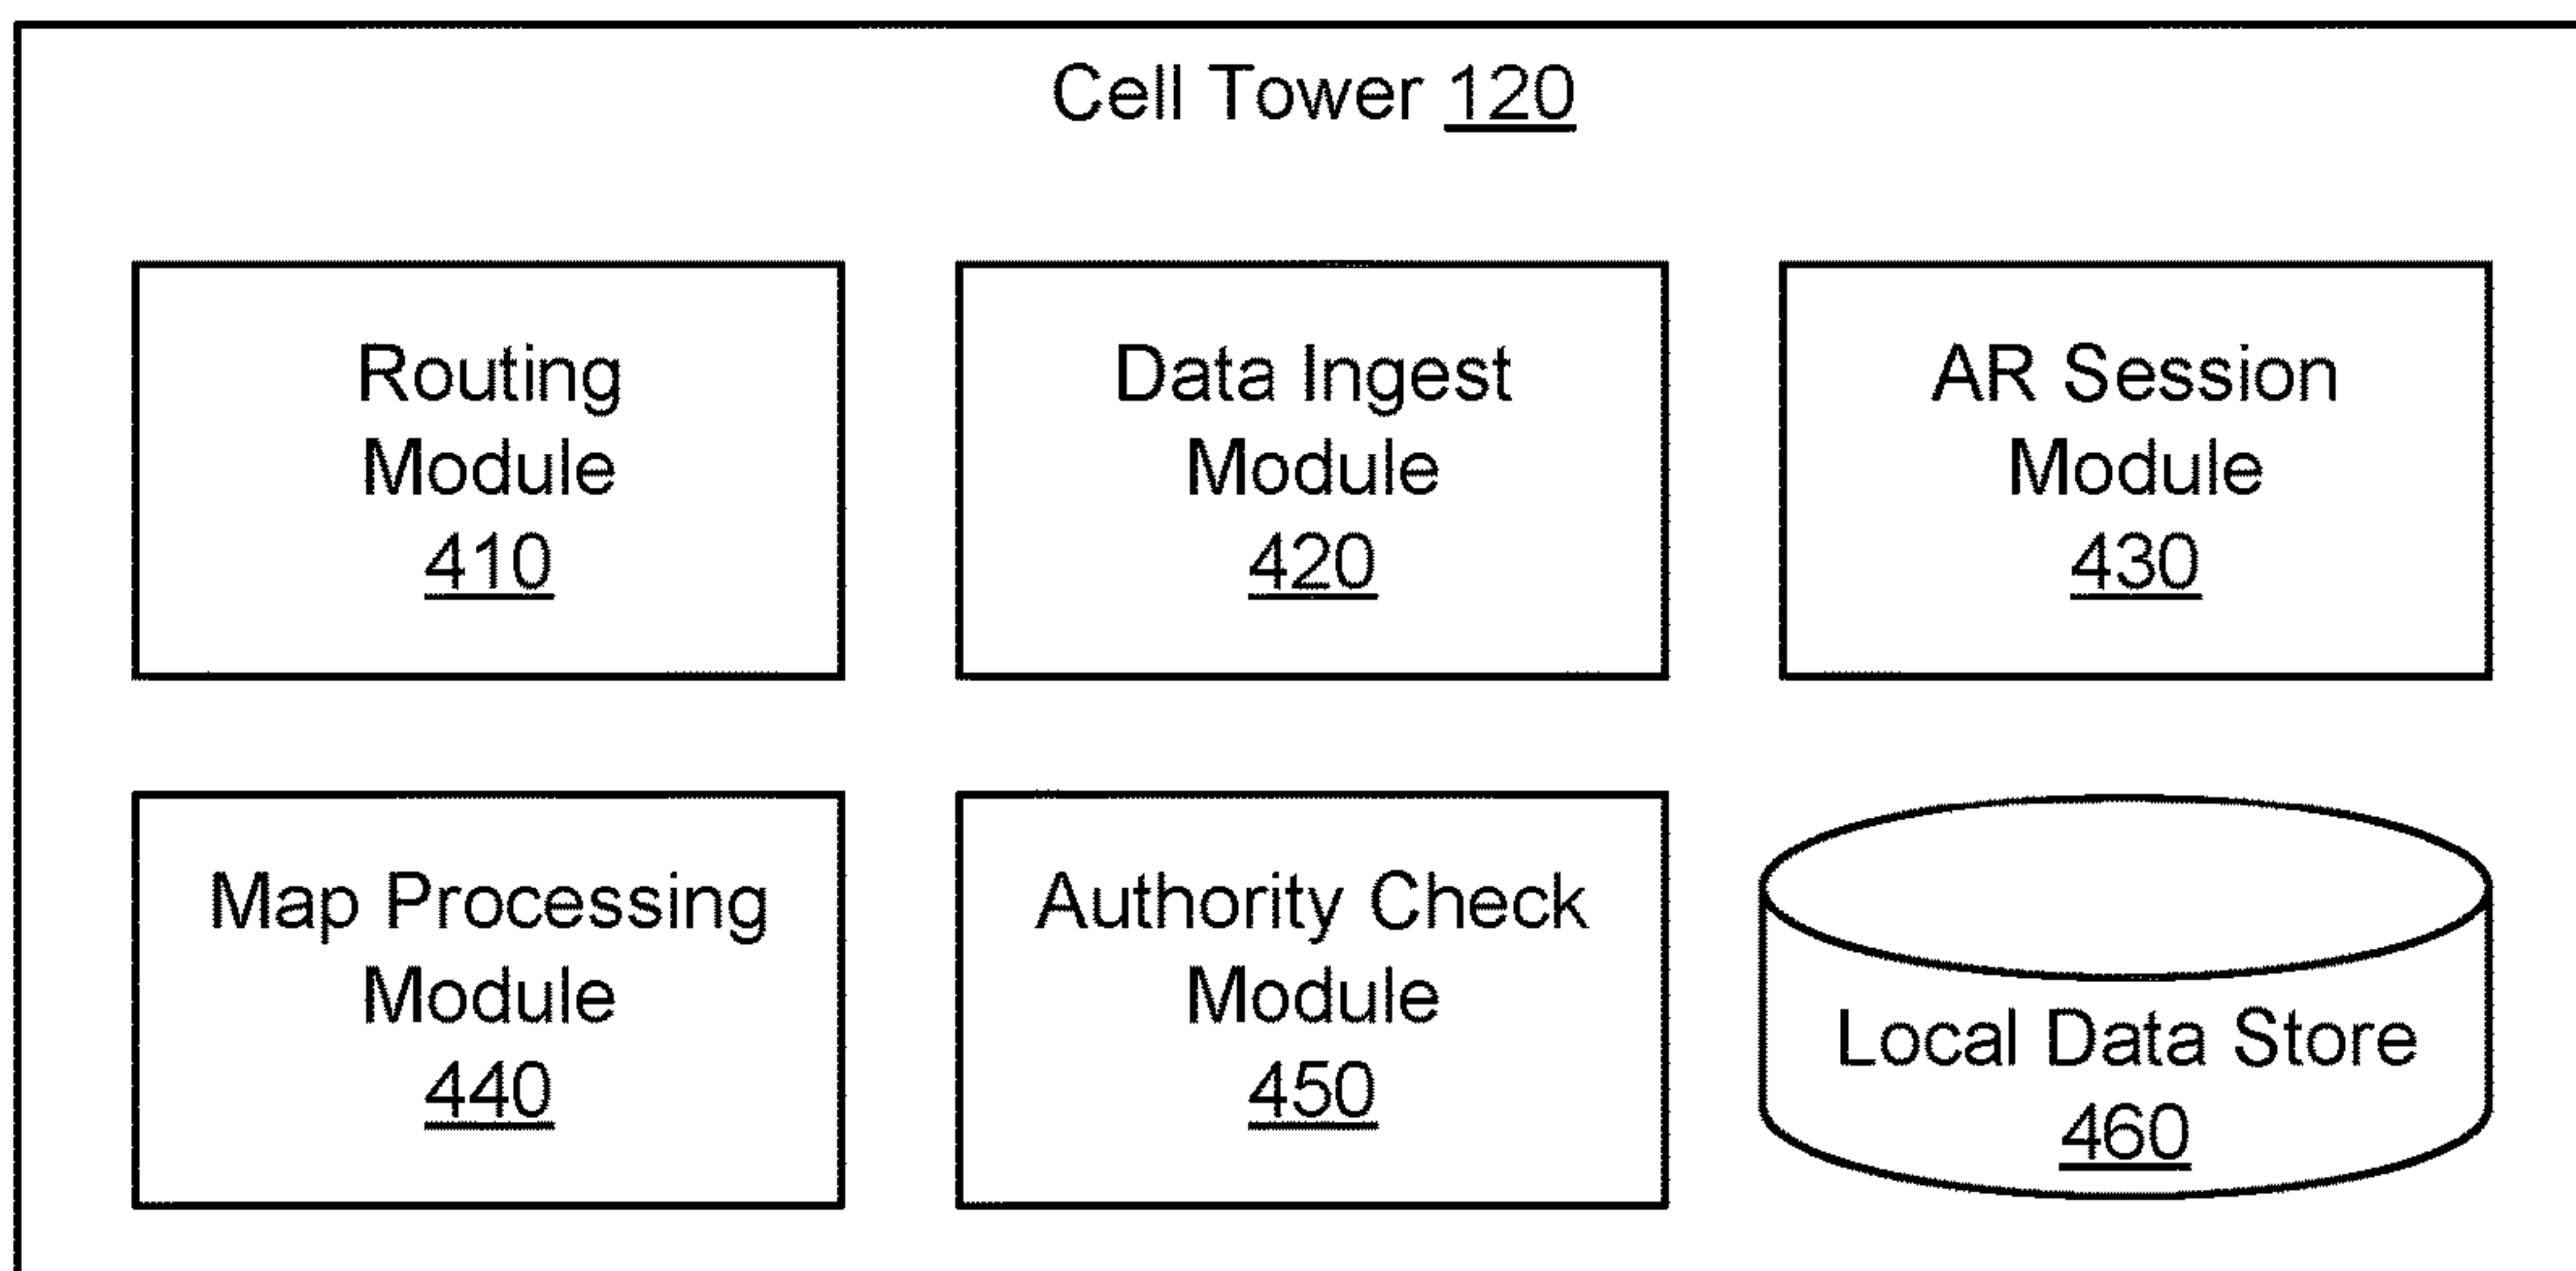 Cell Tower 120
Routing
Module
410
Data Ingest
Module
420
AR Session
Module
430
Map Processing
Module
440
Authority Check
Module
450
Local Data Store
460